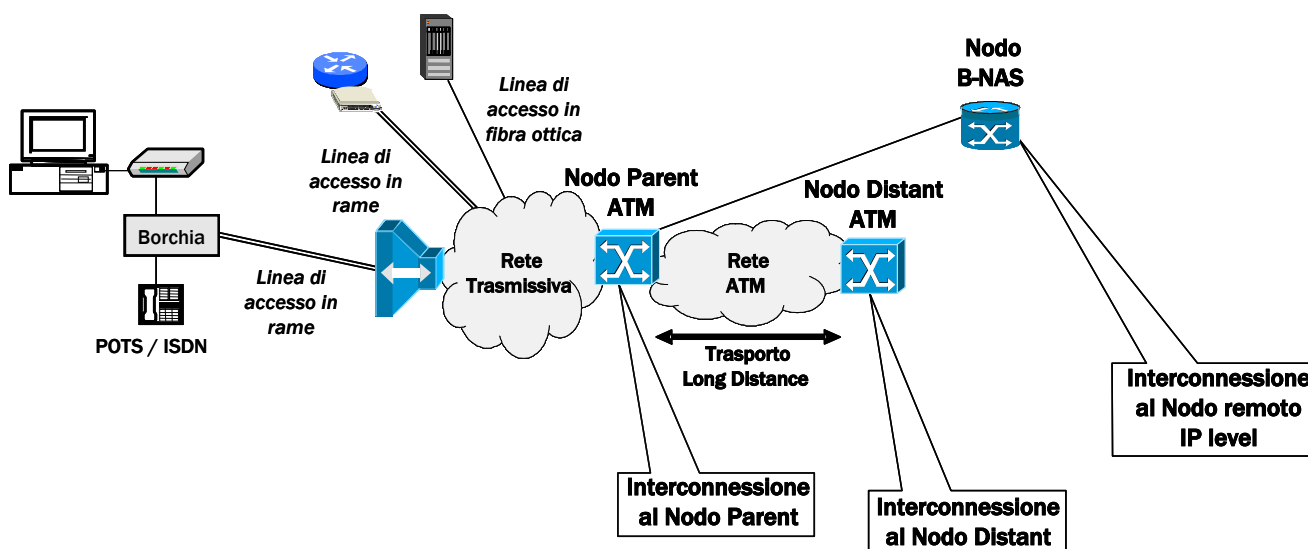 Nodo
B-NAS
Linea di
accesso in
fibra ottica
Linea di
accesso in
rame
Nodo Parent
ATM
Nodo Distant
ATM
Borchia
Linea di
accesso in
rame
POTS / ISDN
Rete
Trasmissiva
Rete
ATM
Trasporto
Long Distance
Interconnessione
al Nodo remoto
IP level
Interconnessione
al Nodo Parent
Interconnessione
al Nodo Distant